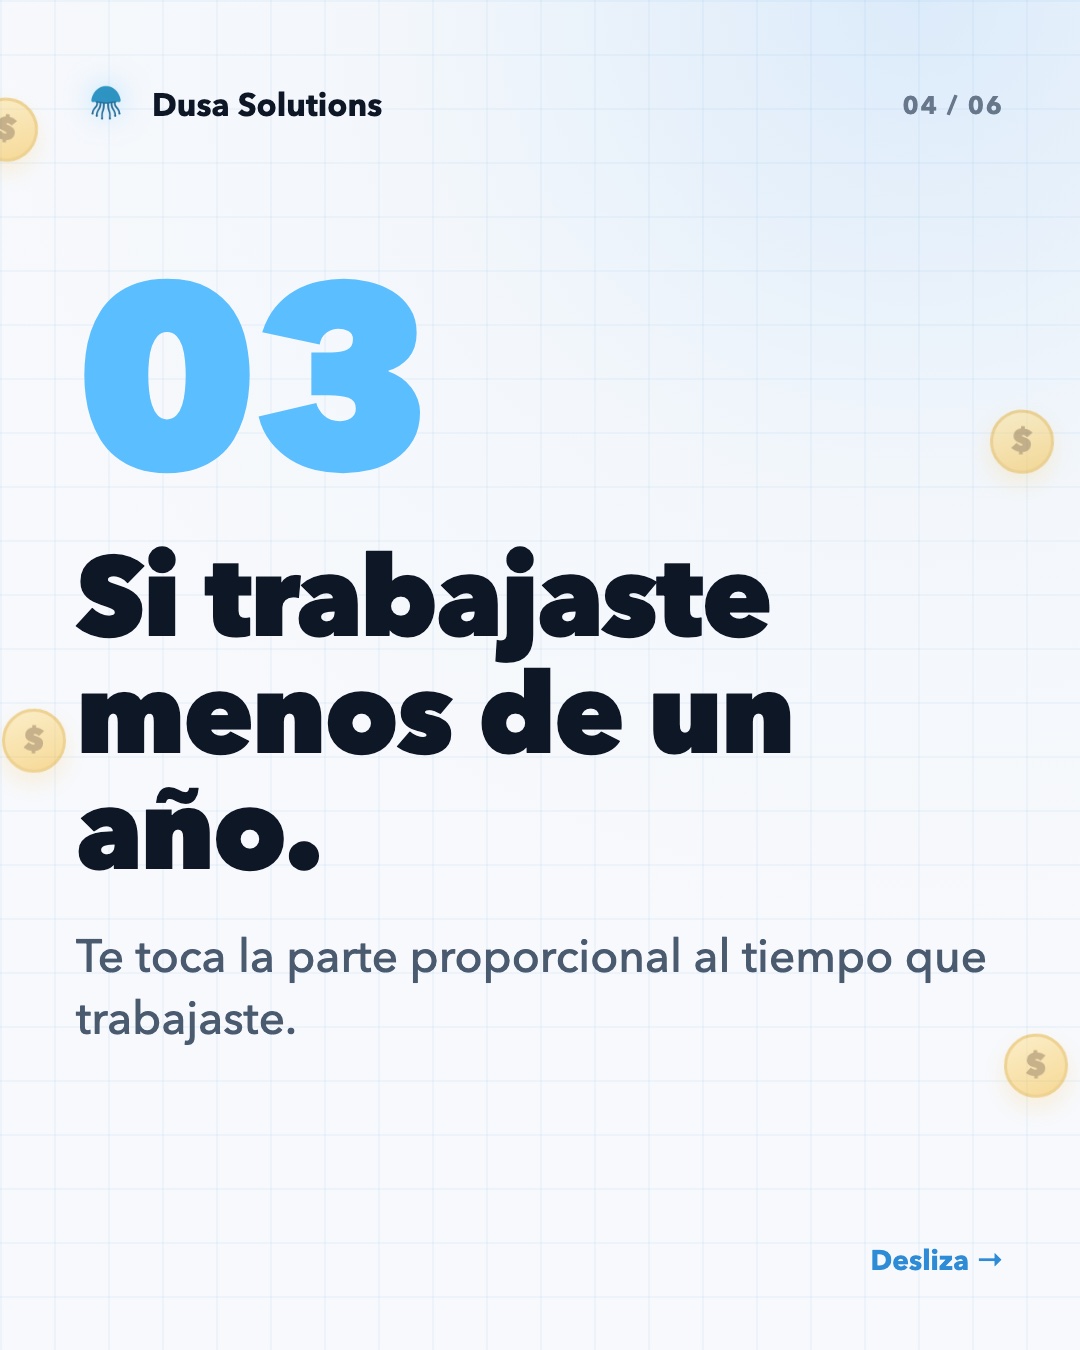 Dusa Solutions
04 / 06
03
Si trabajaste
menos de un
año.
Te toca la parte proporcional al tiempo que
trabajaste.
Desliza →
$
$
$
$